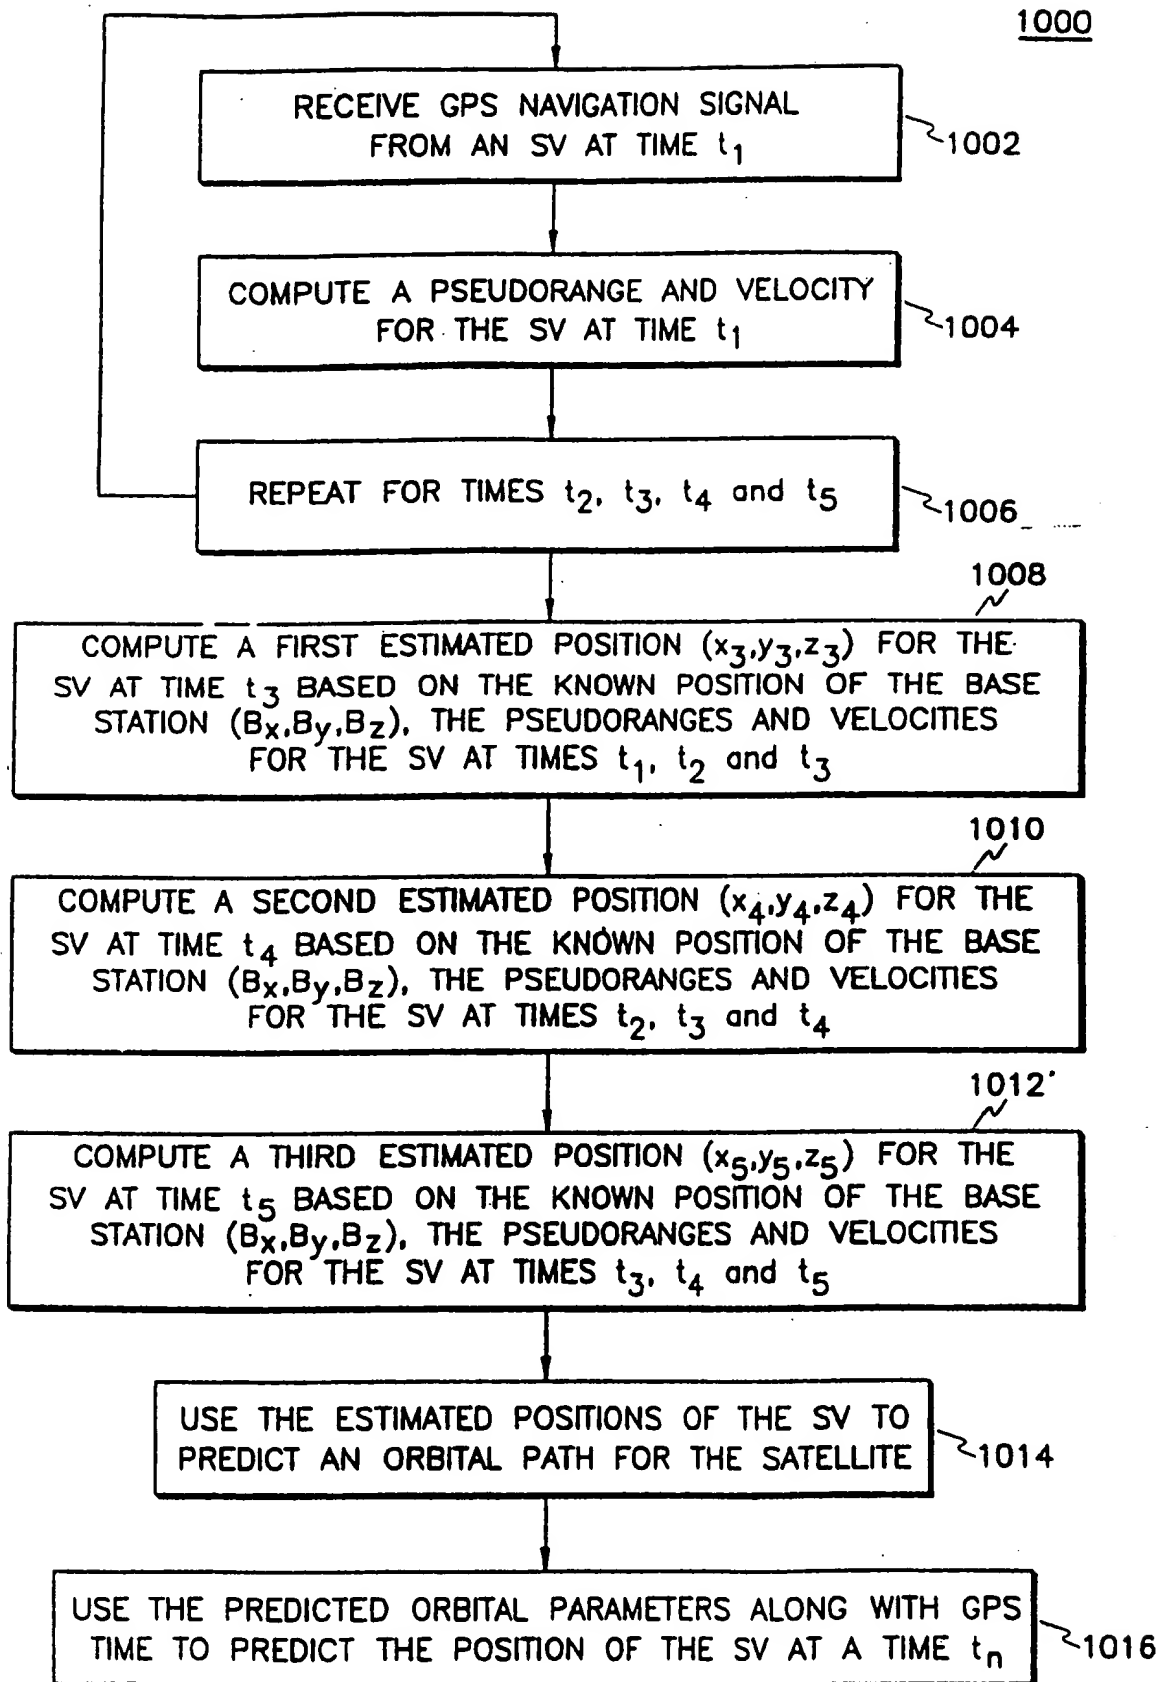 1000
RECEIVE GPS NAVIGATION SIGNAL
FROM AN SV AT TIME t1
1002
COMPUTE A PSEUDORANGE AND VELOCITY
FOR THE SV AT TIME t1
1004
REPEAT FOR TIMES t2, t3, t4 and t5
1006
1008
COMPUTE A FIRST ESTIMATED POSITION (x3,y3,z3) FOR THE
SV AT TIME t3 BASED ON THE KNOWN POSITION OF THE BASE
STATION (Bx,By,Bz), THE PSEUDORANGES AND VELOCITIES
FOR THE SV AT TIMES t1, t2 and t3
1010
COMPUTE A SECOND ESTIMATED POSITION (x4,y4,z4) FOR THE
SV AT TIME t4 BASED ON THE KNOWN POSITION OF THE BASE
STATION (Bx,By,Bz), THE PSEUDORANGES AND VELOCITIES
FOR THE SV AT TIMES t2, t3 and t4
1012
COMPUTE A THIRD ESTIMATED POSITION (x5,y5,z5) FOR THE
SV AT TIME t5 BASED ON THE KNOWN POSITION OF THE BASE
STATION (Bx,By,Bz), THE PSEUDORANGES AND VELOCITIES
FOR THE SV AT TIMES t3, t4 and t5
USE THE ESTIMATED POSITIONS OF THE SV TO
PREDICT AN ORBITAL PATH FOR THE SATELLITE
1014
USE THE PREDICTED ORBITAL PARAMETERS ALONG WITH GPS
TIME TO PREDICT THE POSITION OF THE SV AT A TIME tn
1016